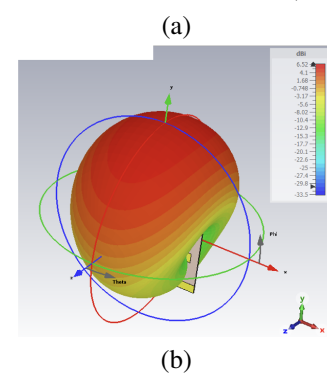 (a)
dBi
6.52
4.1
1.68
-0.748
-3.17
-5.6
-8.02
-10.4
-12.9
-15.3
-17.7
-20.1
-22.6
-25
-27.4
-29.8
-33.5
y
Phi
x
z
Theta
y
z
x
(b)